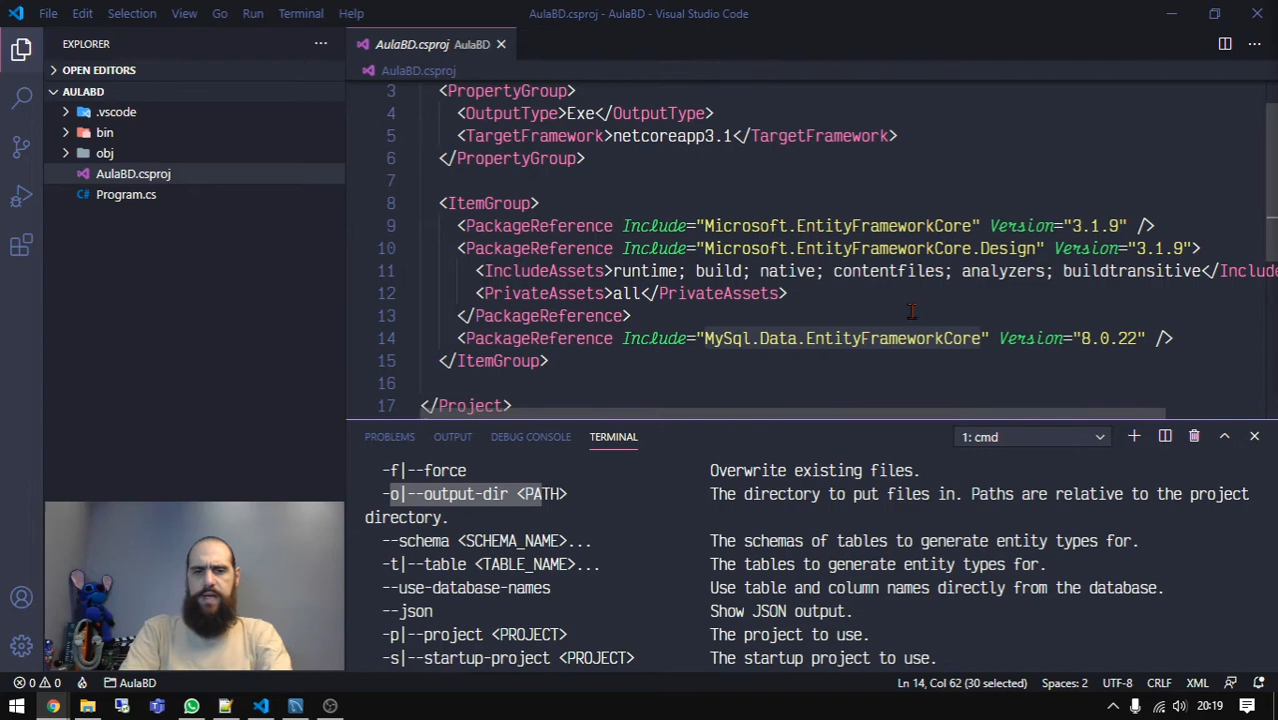 File Edit Selection View Go Run Terminal Help
AulaBD.csproj - AulaBD - Visual Studio Code
EXPLORER
OPEN EDITORS
AULABD
.vscode
bin
obj
AulaBD.csproj
Program.cs
AulaBD.csproj AulaBD
AulaBD.csproj
3 <PropertyGroup>
4 <OutputType>Exe</OutputType>
5 <TargetFramework>netcoreapp3.1</TargetFramework>
6 </PropertyGroup>
7
8 <ItemGroup>
9 <PackageReference Include="Microsoft.EntityFrameworkCore" Version="3.1.9" />
10 <PackageReference Include="Microsoft.EntityFrameworkCore.Design" Version="3.1.9">
11 <IncludeAssets>runtime; build; native; contentfiles; analyzers; buildtransitive</Include
12 <PrivateAssets>all</PrivateAssets>
13 </PackageReference>
14 <PackageReference Include="MySql.Data.EntityFrameworkCore" Version="8.0.22" />
15 </ItemGroup>
16
17 </Project>
PROBLEMS OUTPUT DEBUG CONSOLE TERMINAL
1: cmd
-f|--force Overwrite existing files.
-o|--output-dir <PATH> The directory to put files in. Paths are relative to the project
directory.
--schema <SCHEMA_NAME>... The schemas of tables to generate entity types for.
-t|--table <TABLE_NAME>... The tables to generate entity types for.
--use-database-names Use table and column names directly from the database.
--json Show JSON output.
-p|--project <PROJECT> The project to use.
-s|--startup-project <PROJECT> The startup project to use.
0 0 AulaBD
Ln 14, Col 62 (30 selected) Spaces: 2 UTF-8 CRLF XML
20:19